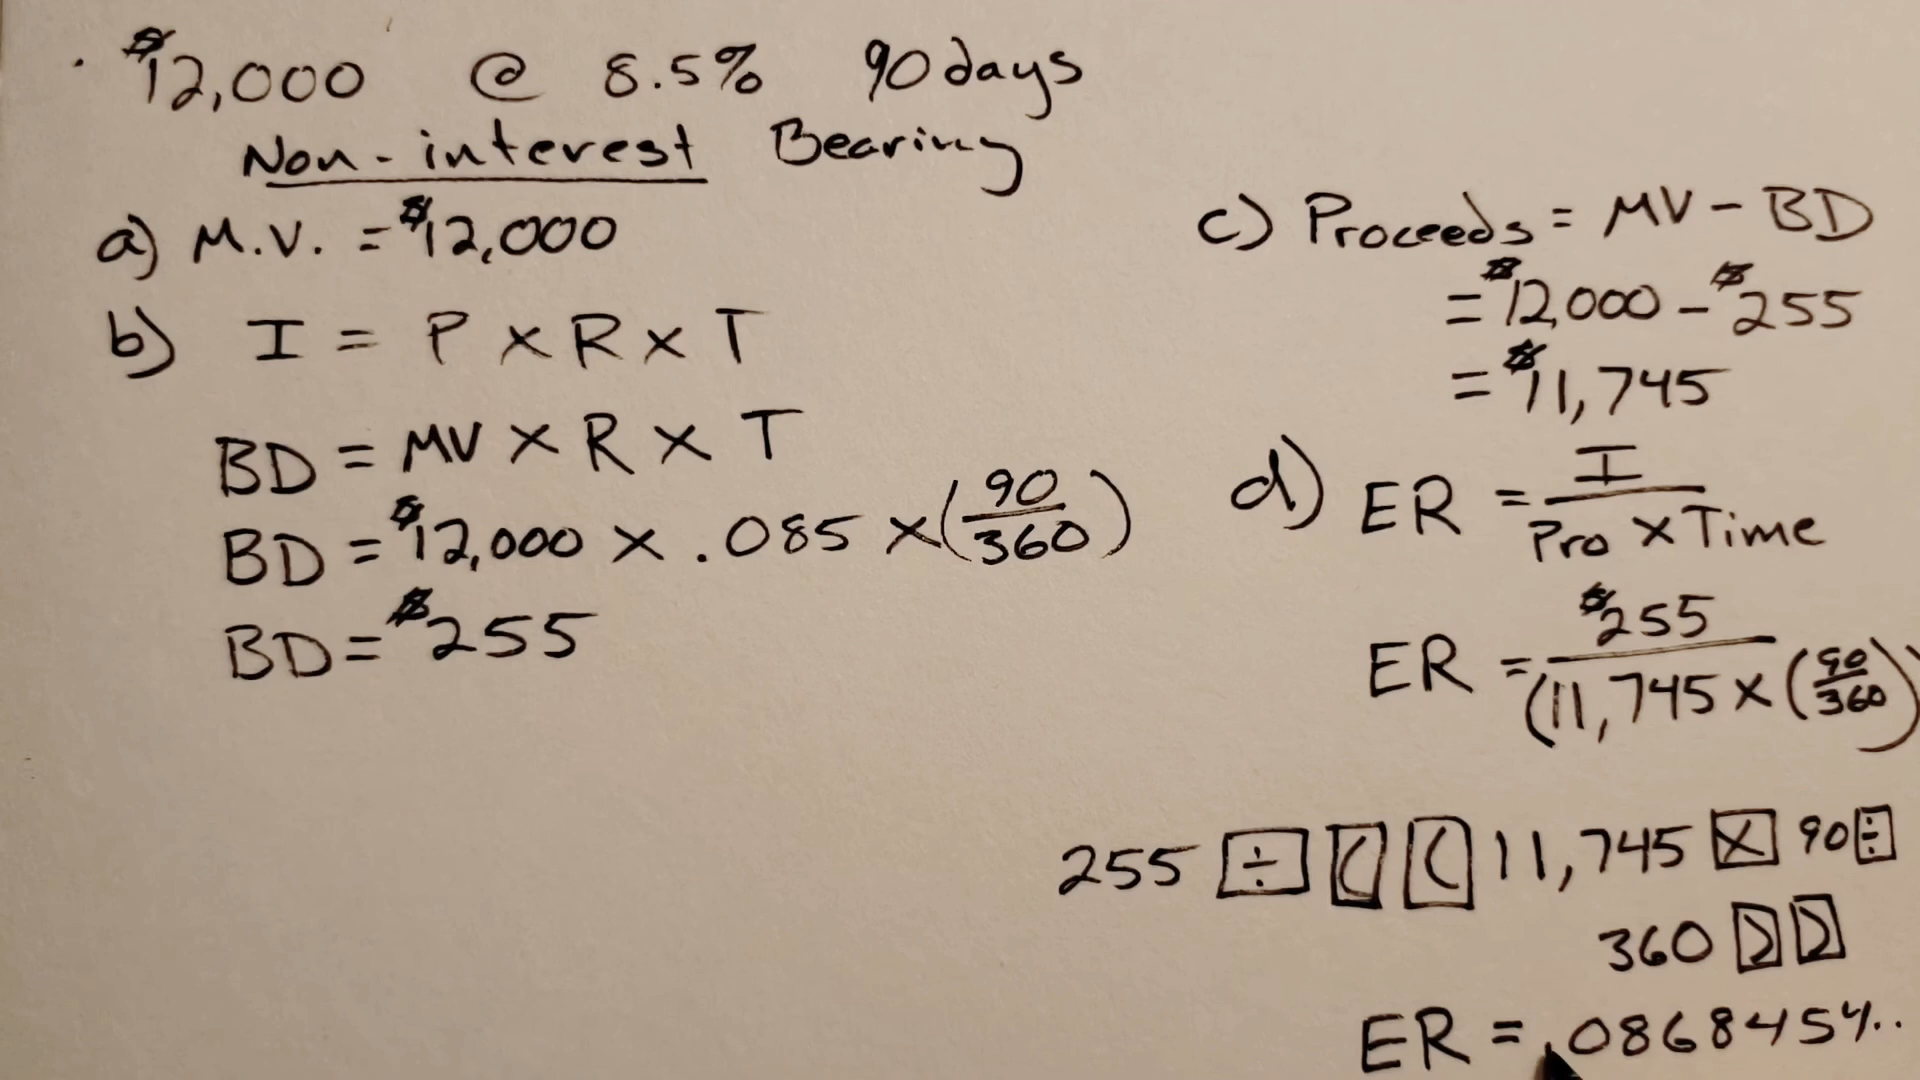 $12,000 @ 8.5% 90 days
Non-interest Bearing
a) M.V. = $12,000
b) I = P × R × T
BD = MV × R × T
BD = $12,000 × .085 × (90/360)
BD = $255
c) Proceeds = MV - BD
= $12,000 - $255
= $11,745
d) ER = I / Pro × Time
ER = $255 / (11,745 × (90/360)
255 ÷ ( ( 11,745 × 90 ÷
360 ) )
ER = .0868454..